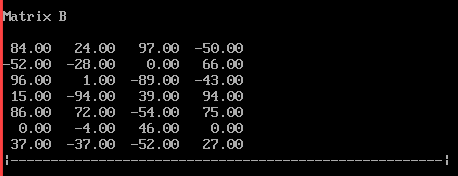 Matrix B
84.00 24.00 97.00 -50.00
-52.00 -28.00 0.00 66.00
96.00 1.00 -89.00 -43.00
15.00 -94.00 39.00 94.00
86.00 72.00 -54.00 75.00
0.00 -4.00 46.00 0.00
37.00 -37.00 -52.00 27.00
¦------------------------------------------------------¦